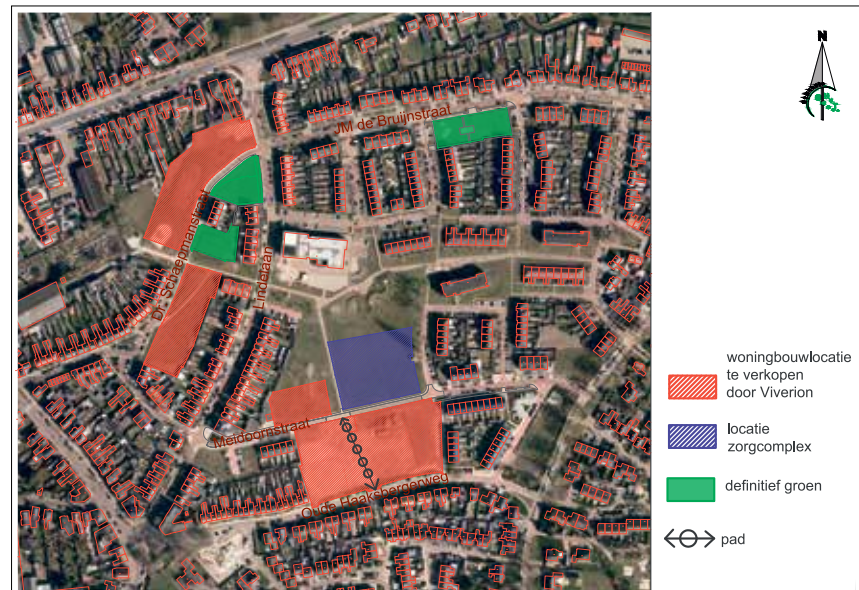 N
JM de Bruijnstraat
Dr. Schaepmanstraat
Lindelaan
Meidoornstraat
Oude Haaksbergerweg
woningbouwlocatie
te verkopen
door Viverion
locatie
zorgcomplex
definitief groen
pad